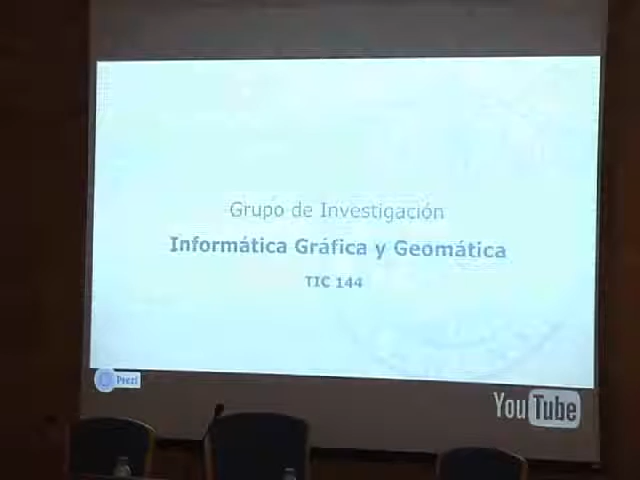 Grupo de Investigación
Informática Gráfica y Geomática
TIC 144
Prezi
YouTube